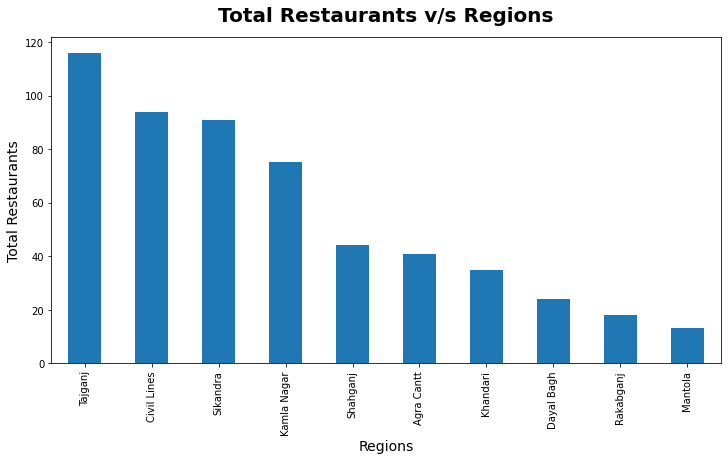 Total Restaurants v/s Regions
Total Restaurants
120
100
80
60
40
20
0
Tajganj
Civil Lines
Sikandra
Kamla Nagar
Shahganj
Agra Cantt
Khandari
Dayal Bagh
Rakabganj
Mantola
Regions